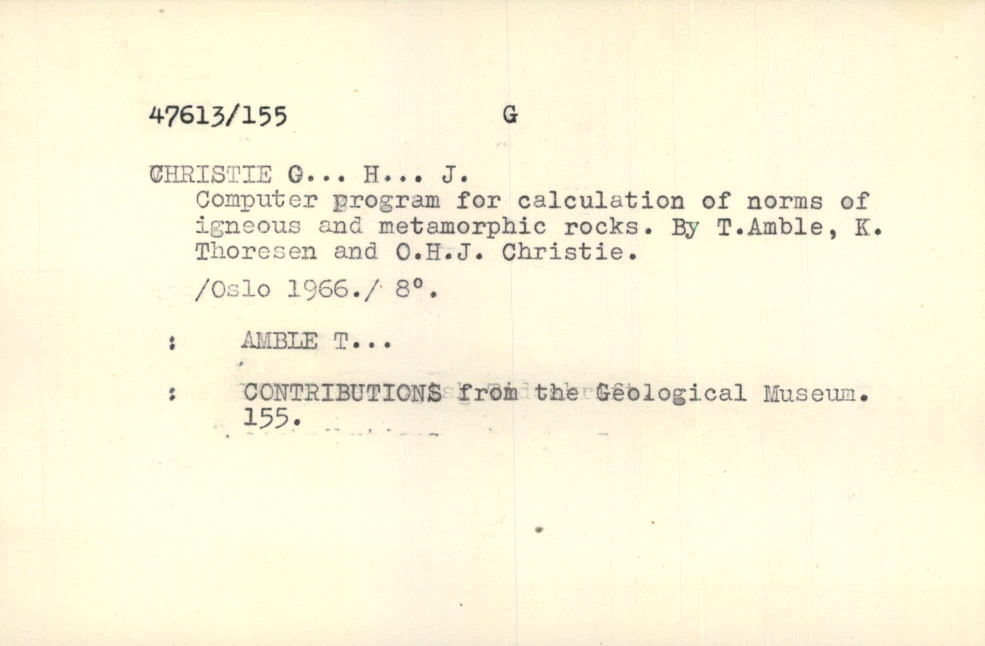 47613/155 G
CHRISTIE G... H... J.
Computer program for calculation of norms of
igneous and metamorphic rocks. By T.Amble, K.
Thoresen and O.H.J. Christie.
/Oslo 1966./ 8°.
: AMBLE T...
: CONTRIBUTIONS from the Geological Museum.
155.